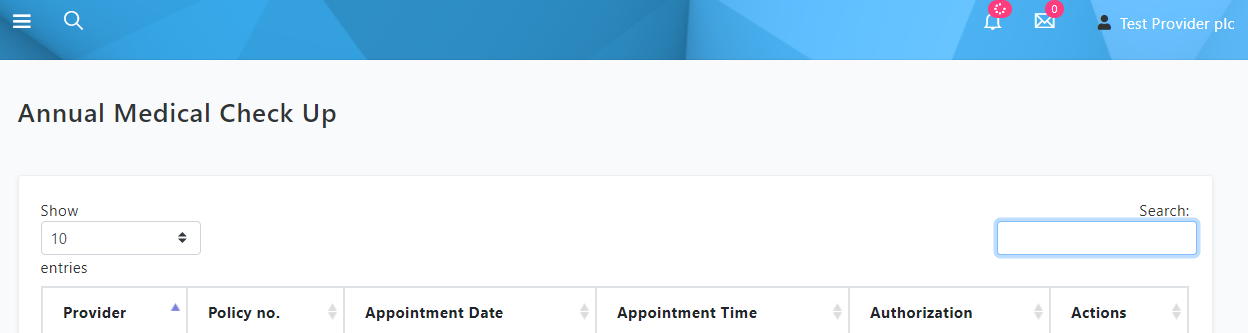 0
Test Provider plc
Annual Medical Check Up
Show
Search:
10
entries
Provider Policy no. Appointment Date Appointment Time Authorization Actions